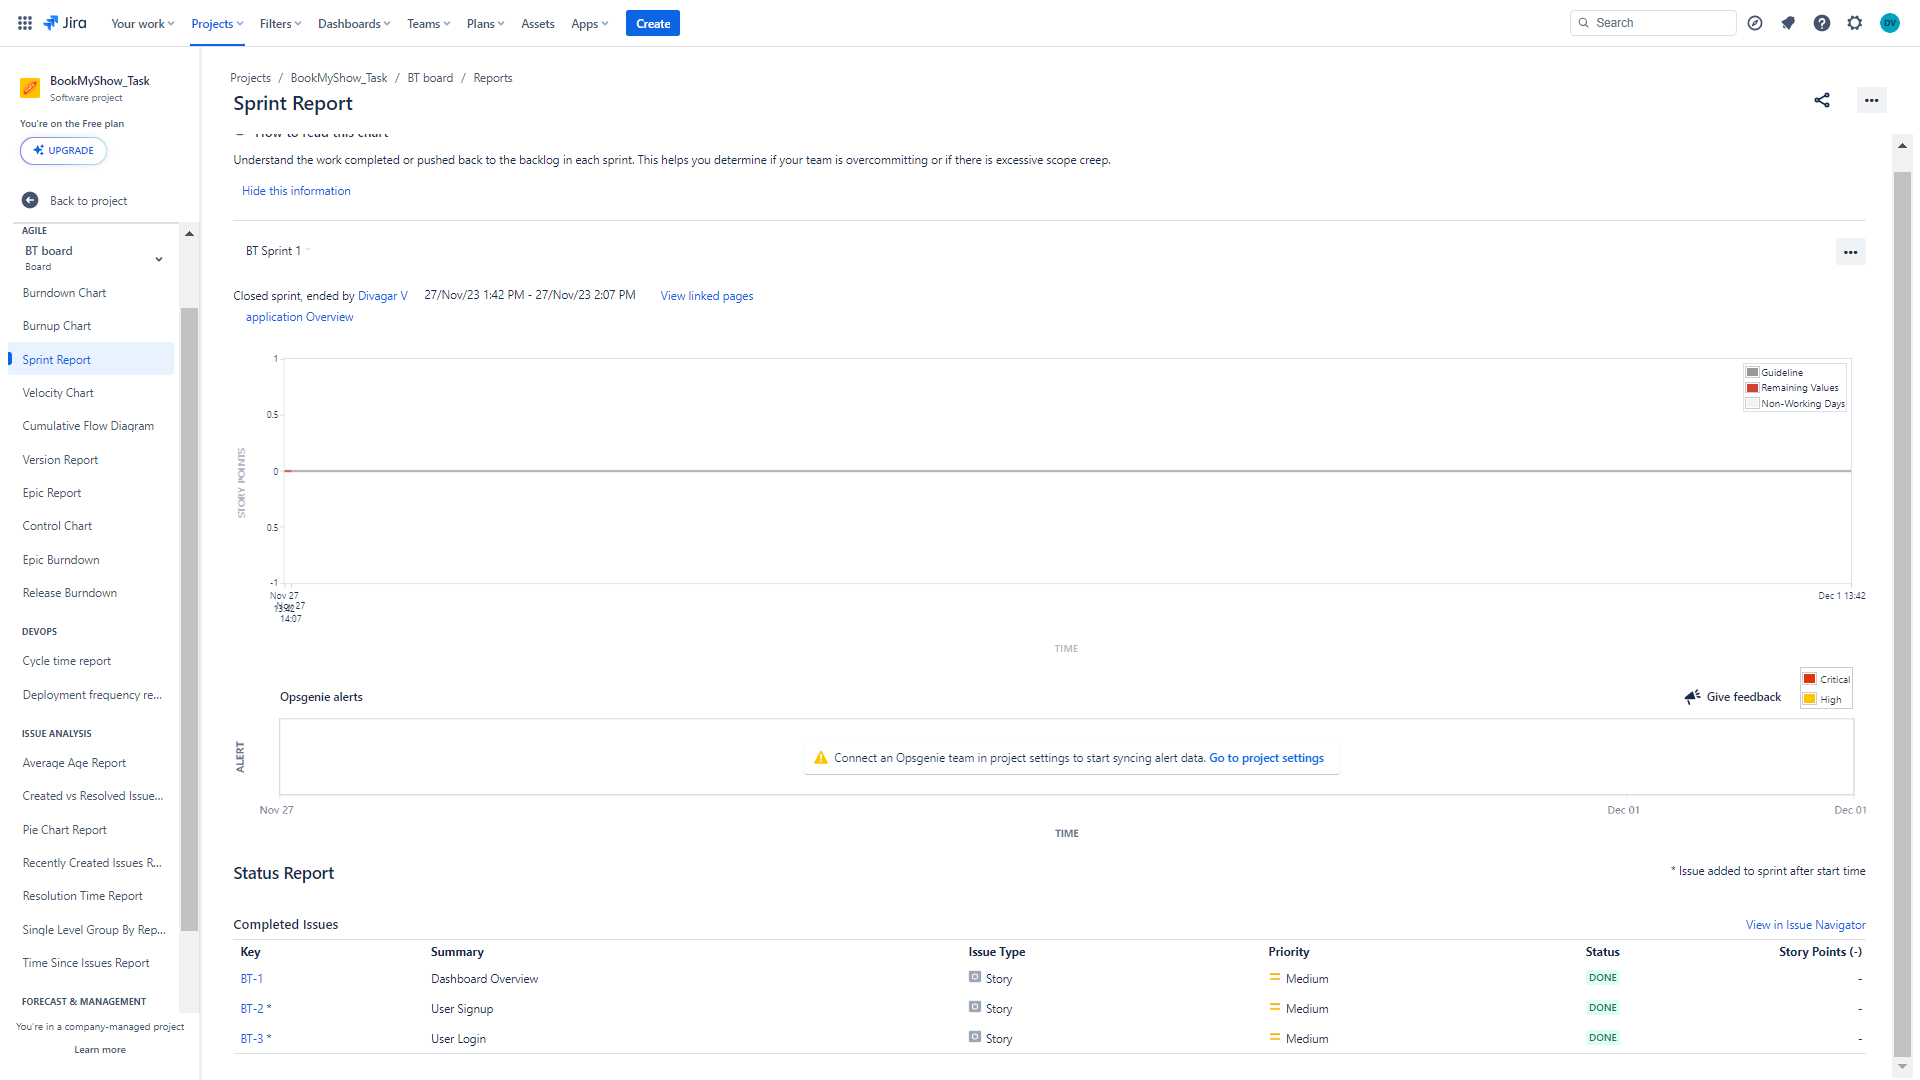 Jira
Your work
Projects
Filters
Dashboards
Teams
Plans
Assets
Apps
Create
Search
DV
BookMyShow_Task
Software project
You're on the Free plan
UPGRADE
Back to project
AGILE
BT board
Board
Burndown Chart
Burnup Chart
Sprint Report
Velocity Chart
Cumulative Flow Diagram
Version Report
Epic Report
Control Chart
Epic Burndown
Release Burndown
DEVOPS
Cycle time report
Deployment frequency re...
ISSUE ANALYSIS
Average Age Report
Created vs Resolved Issue...
Pie Chart Report
Recently Created Issues R...
Resolution Time Report
Single Level Group By Rep...
Time Since Issues Report
FORECAST & MANAGEMENT
You're in a company-managed project
Learn more
Projects / BookMyShow_Task / BT board / Reports
Sprint Report
How to read this chart
Understand the work completed or pushed back to the backlog in each sprint. This helps you determine if your team is overcommitting or if there is excessive scope creep.
Hide this information
BT Sprint 1
Closed sprint, ended by Divagar V 27/Nov/23 1:42 PM - 27/Nov/23 2:07 PM View linked pages
application Overview
STORY POINTS
1
0.5
0
0.5
-1
Guideline
Remaining Values
Non-Working Days
Nov 27
13:42
Nov 27
14:07
Dec 1 13:42
TIME
Opsgenie alerts
Give feedback
Critical
High
ALERT
Connect an Opsgenie team in project settings to start syncing alert data. Go to project settings
Nov 27
Dec 01
Dec 01
TIME
Status Report
* Issue added to sprint after start time
Completed Issues
View in Issue Navigator
Key Summary Issue Type Priority Status Story Points (-)
BT-1 Dashboard Overview Story Medium DONE -
BT-2 * User Signup Story Medium DONE -
BT-3 * User Login Story Medium DONE -